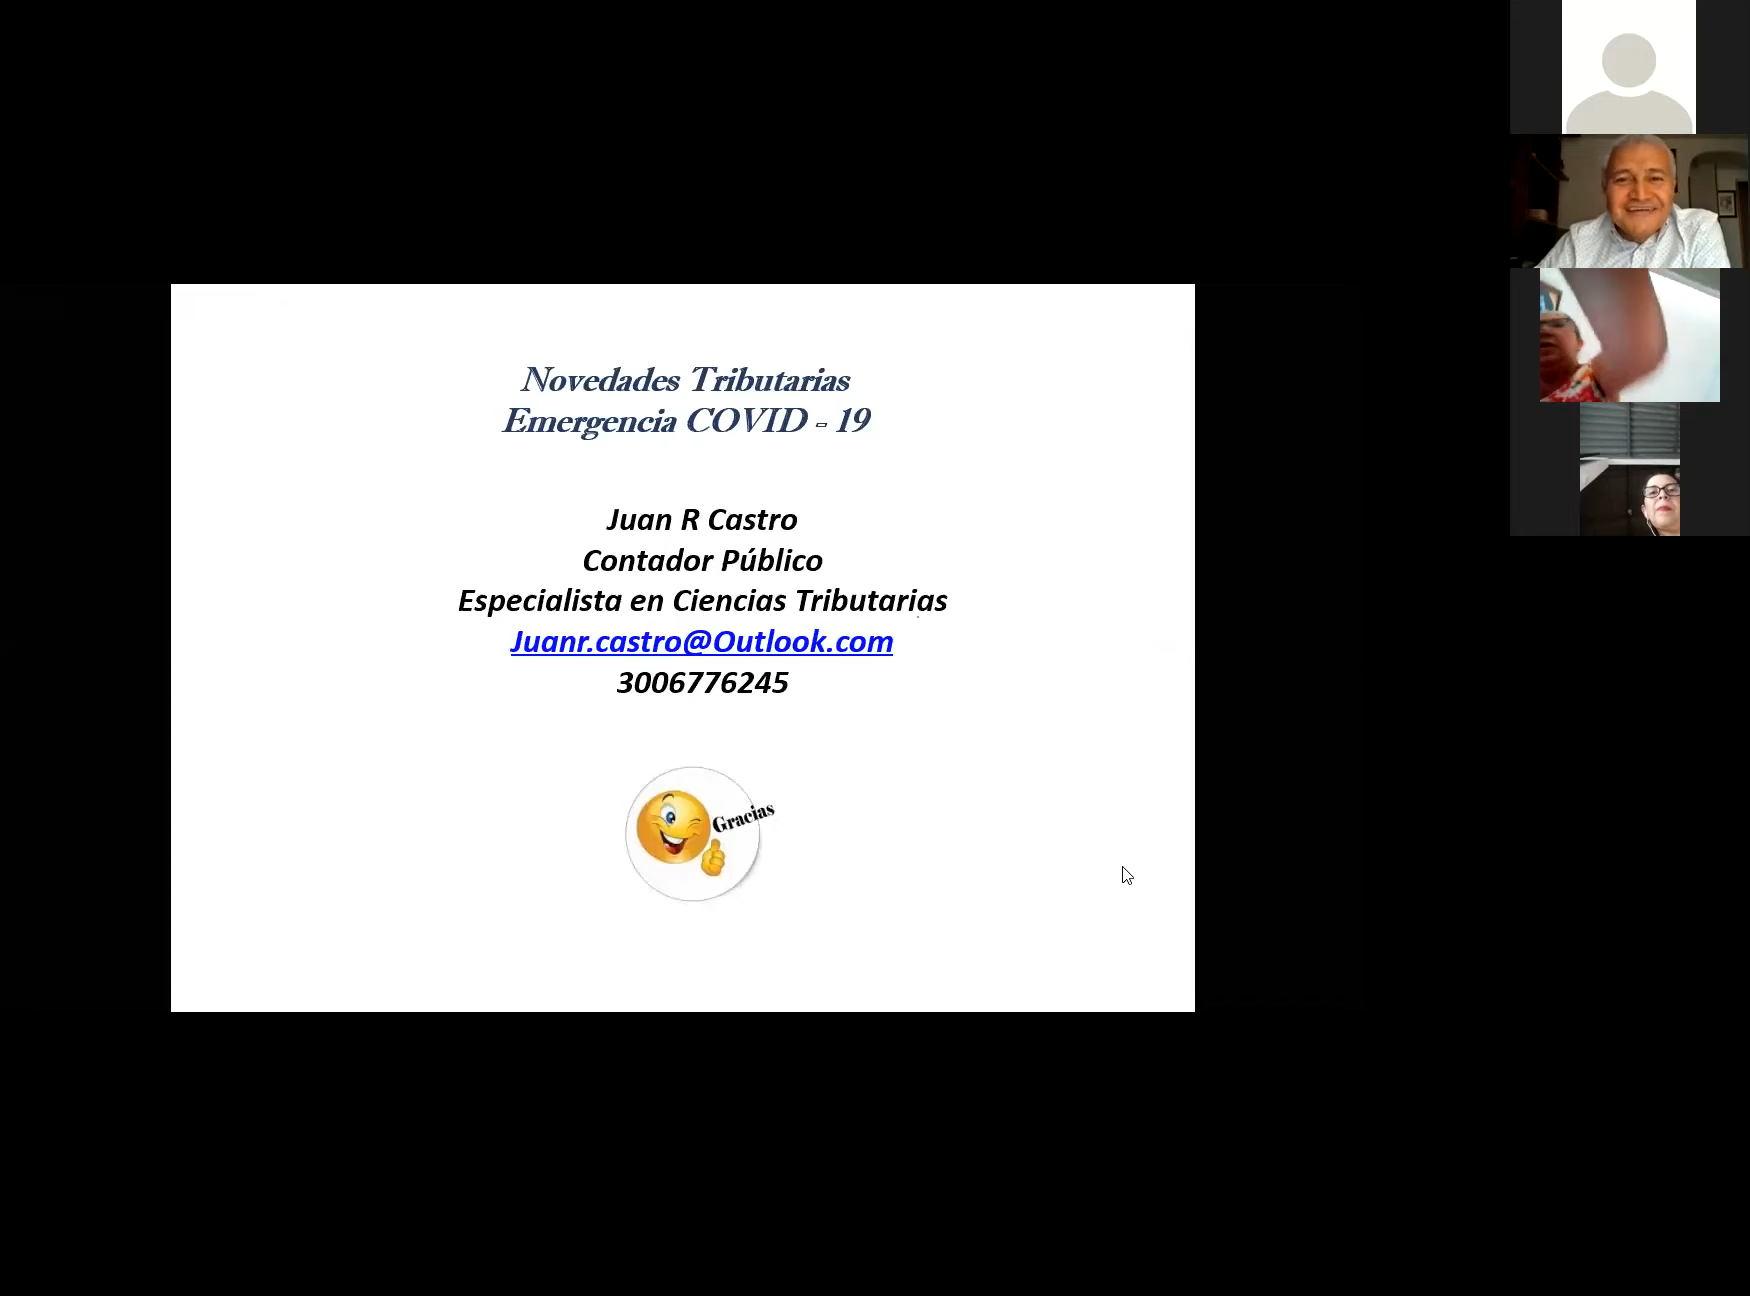 Novedades Tributarias
Emergencia COVID - 19
Juan R Castro
Contador Público
Especialista en Ciencias Tributarias
Juanr.castro@Outlook.com
3006776245
Gracias